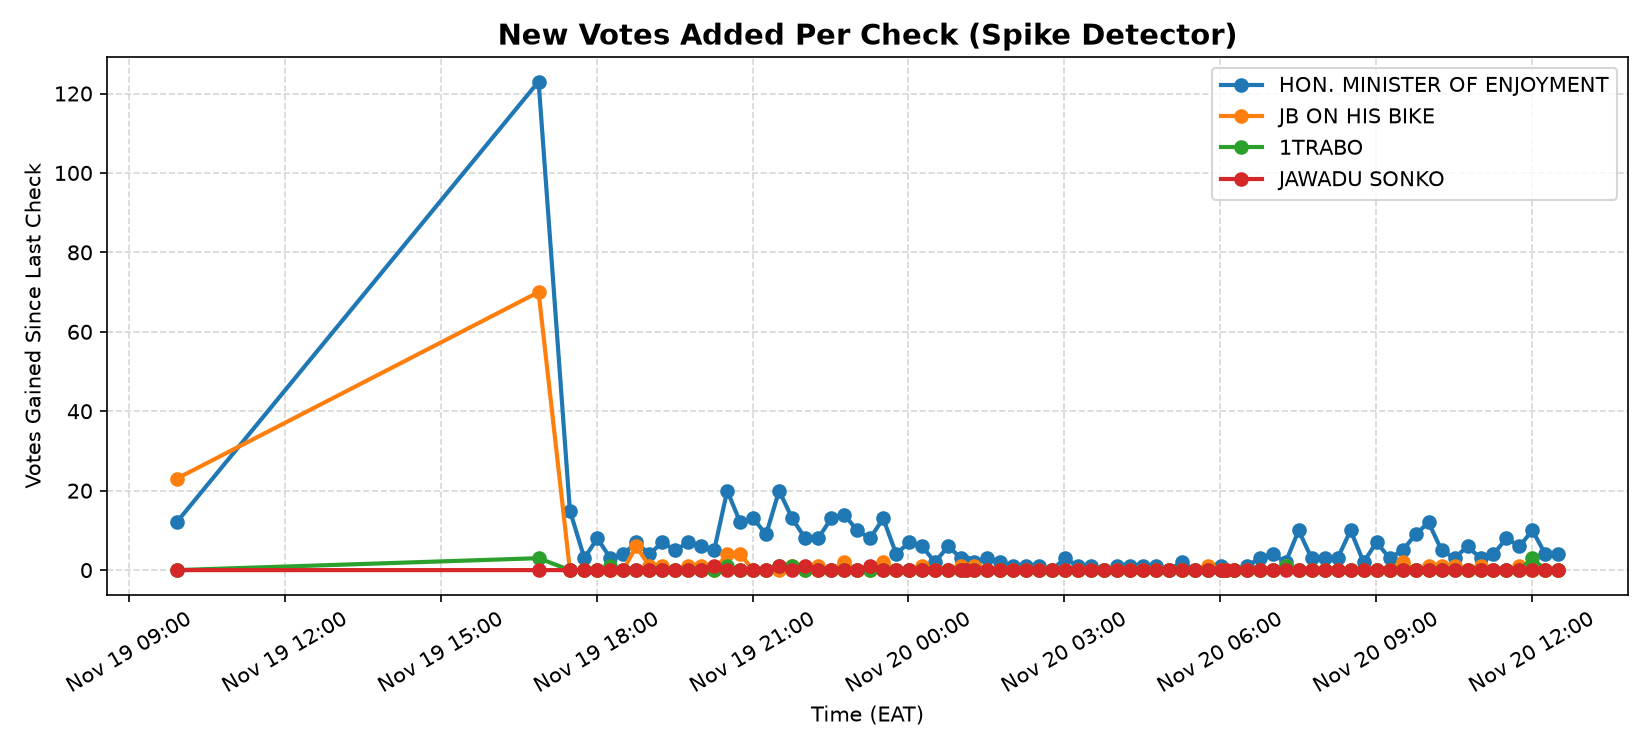 New Votes Added Per Check (Spike Detector)
HON. MINISTER OF ENJOYMENT
JB ON HIS BIKE
1TRABO
JAWADU SONKO
Votes Gained Since Last Check
120
100
80
60
40
20
0
Nov 19 09:00
Nov 19 12:00
Nov 19 15:00
Nov 19 18:00
Nov 19 21:00
Nov 20 00:00
Nov 20 03:00
Nov 20 06:00
Nov 20 09:00
Nov 20 12:00
Time (EAT)